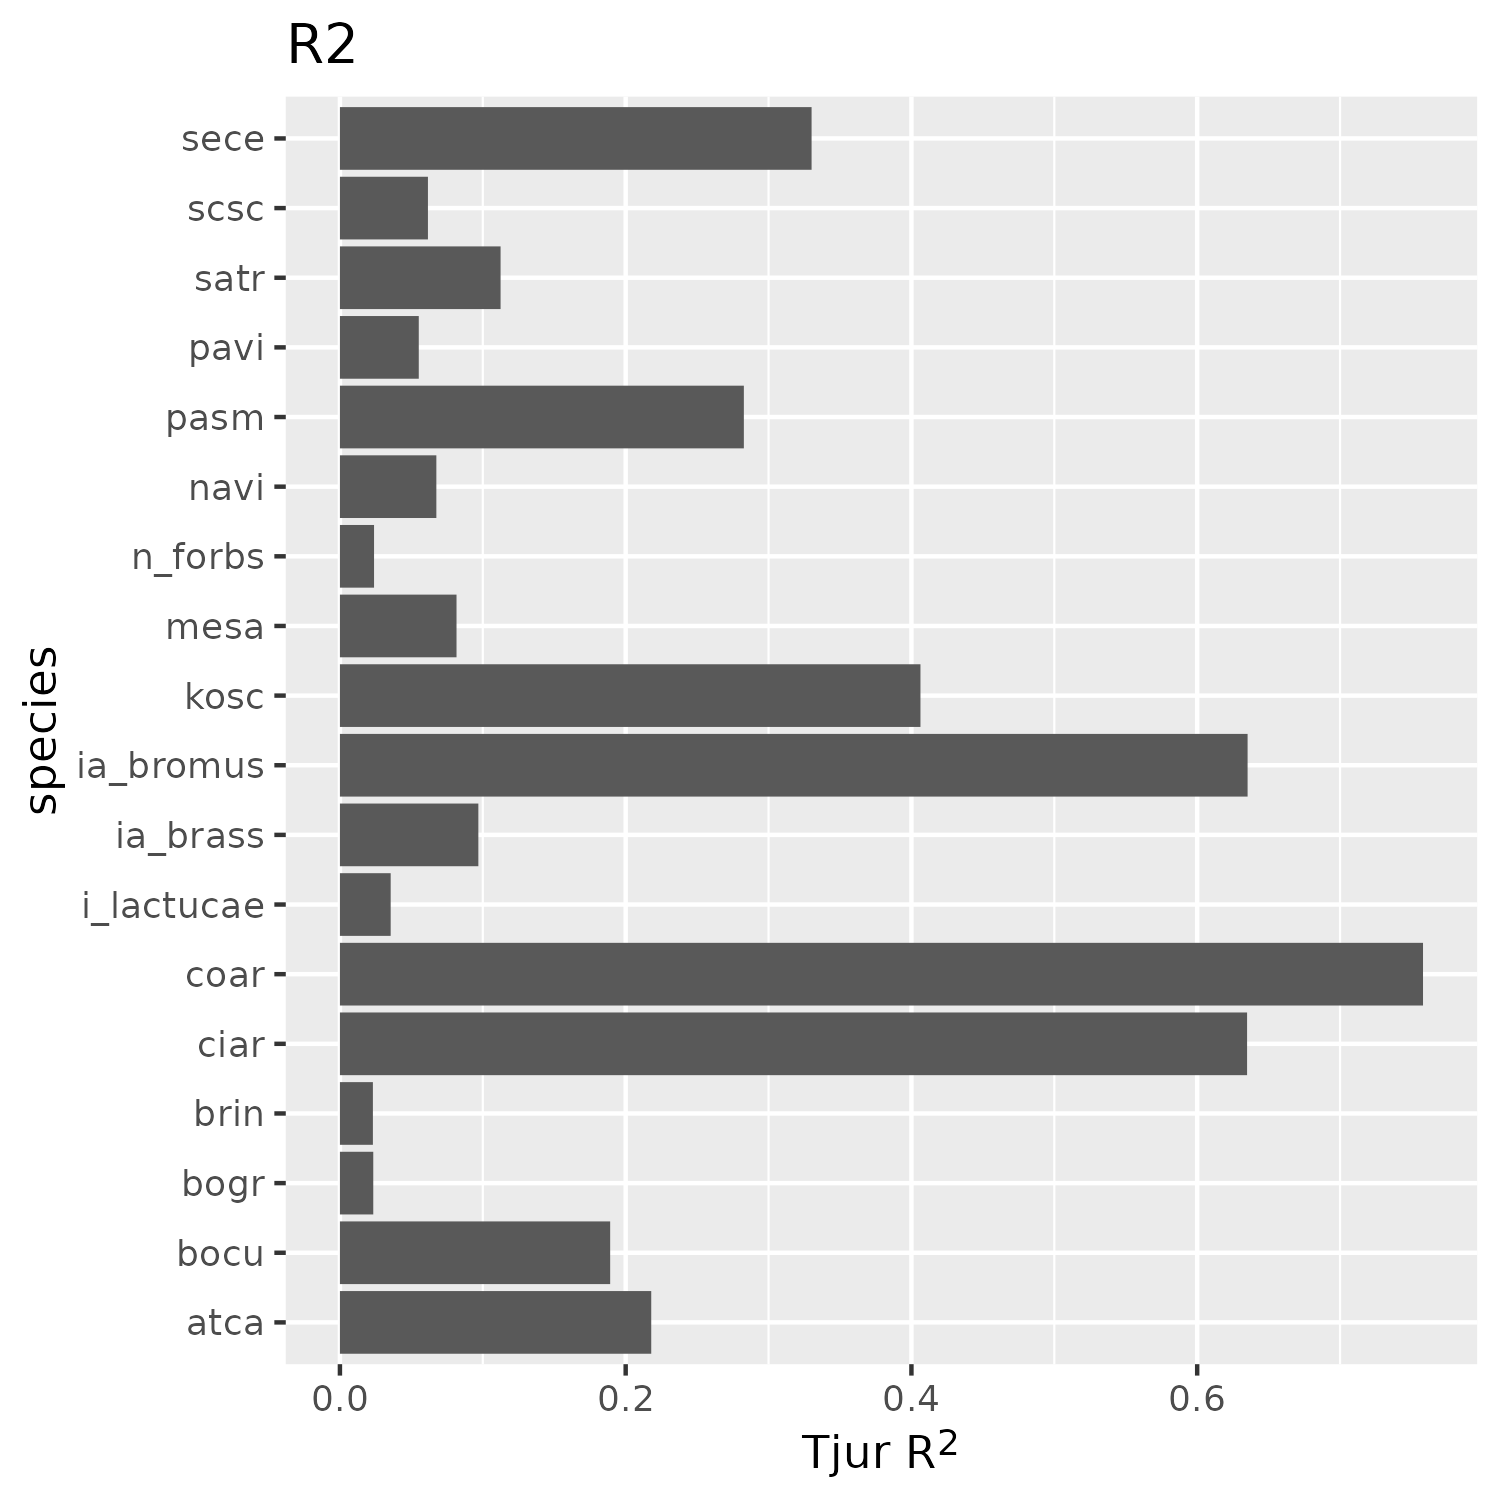 R2
sece
scsc
satr
pavi
pasm
navi
n_forbs
mesa
kosc
ia_bromus
ia_brass
i_lactucae
coar
ciar
brin
bogr
bocu
atca
species
0.0 0.2 0.4 0.6
Tjur R²